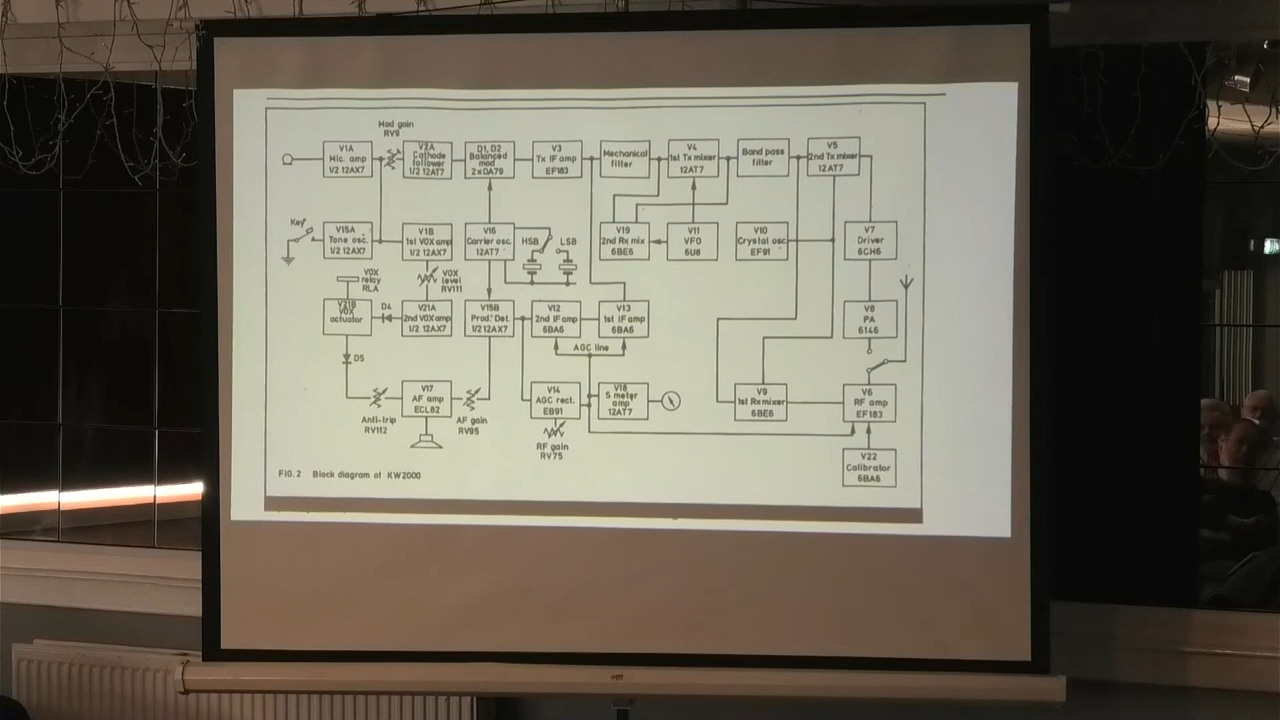 Mod gain
RV9
V1A
Mic. amp
1/2 12AX7
V2A
Cathode
follower
1/2 12AT7
D1, D2
Balanced
mod
2xOA79
V3
Tx IF amp
EF183
Mechanical
filter
V4
1st Tx mixer
12AT7
Band pass
filter
V5
2nd Tx mixer
12AT7
Key
V15A
Tone osc.
1/2 12AX7
V1B
1st VOX amp
1/2 12AX7
V16
Carrier osc.
12AT7
HSB
LSB
V19
2nd Rx mix
6BE6
V11
VFO
6U8
V10
Crystal osc
EF91
V7
Driver
6CH6
VOX
relay
RLA
VOX
level
RV111
V21B
VOX
actuator
D4
V21A
2nd VOX amp
1/2 12AX7
V15B
Prod. Det.
1/2 12AX7
V12
2nd IF amp
6BA6
V13
1st IF amp
6BA6
V8
PA
6146
AGC line
D5
V17
AF amp
ECL82
V14
AGC rect.
EB91
V18
S meter
amp
12AT7
V9
1st Rx mixer
6BE6
V6
RF amp
EF183
Anti-trip
RV112
AF gain
RV95
RF gain
RV75
V22
Calibrator
6BA6
FIG. 2 Block diagram of KW2000